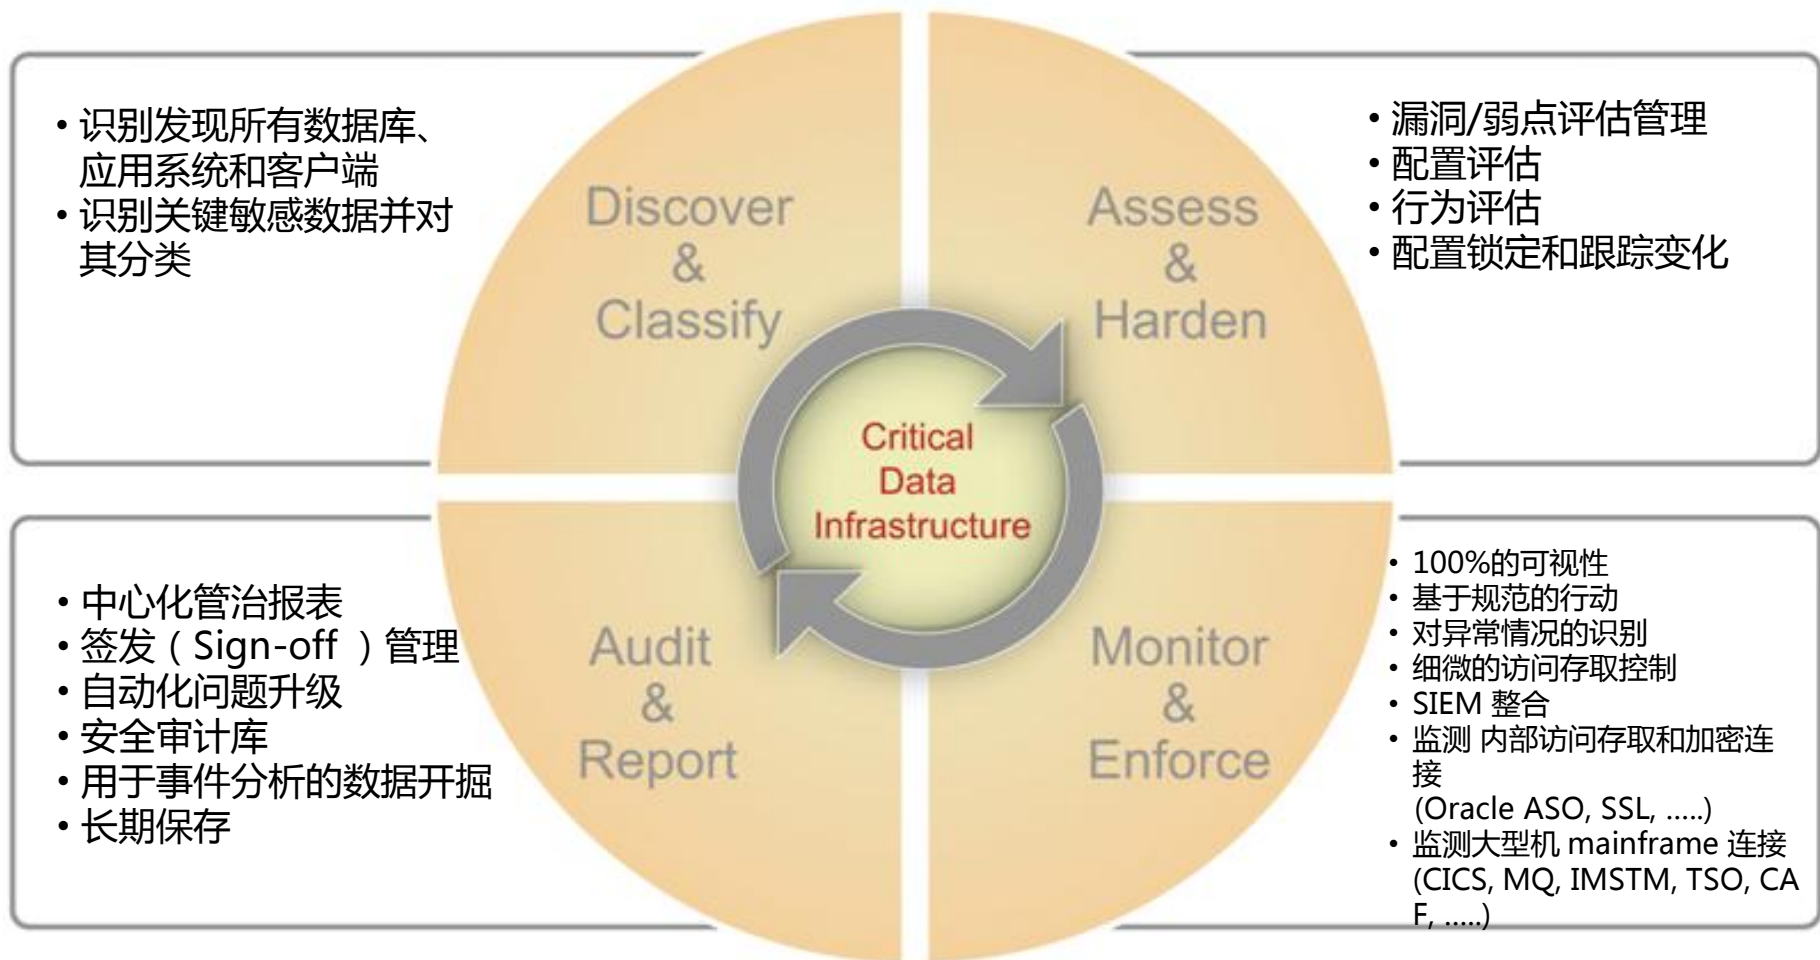 • 识别发现所有数据库、
应用系统和客户端
• 识别关键敏感数据并对
其分类
Discover
&
Classify
Assess
&
Harden
• 漏洞/弱点评估管理
• 配置评估
• 行为评估
• 配置锁定和跟踪变化
Critical
Data
Infrastructure
• 中心化管治报表
• 签发（Sign-off ）管理
• 自动化问题升级
• 安全审计库
• 用于事件分析的数据开掘
• 长期保存
Audit
&
Report
Monitor
&
Enforce
• 100%的可视性
• 基于规范的行动
• 对异常情况的识别
• 细微的访问存取控制
• SIEM 整合
• 监测 内部访问存取和加密连
接
(Oracle ASO, SSL, .....)
• 监测大型机 mainframe 连接
(CICS, MQ, IMSTM, TSO, CA
F, .....)